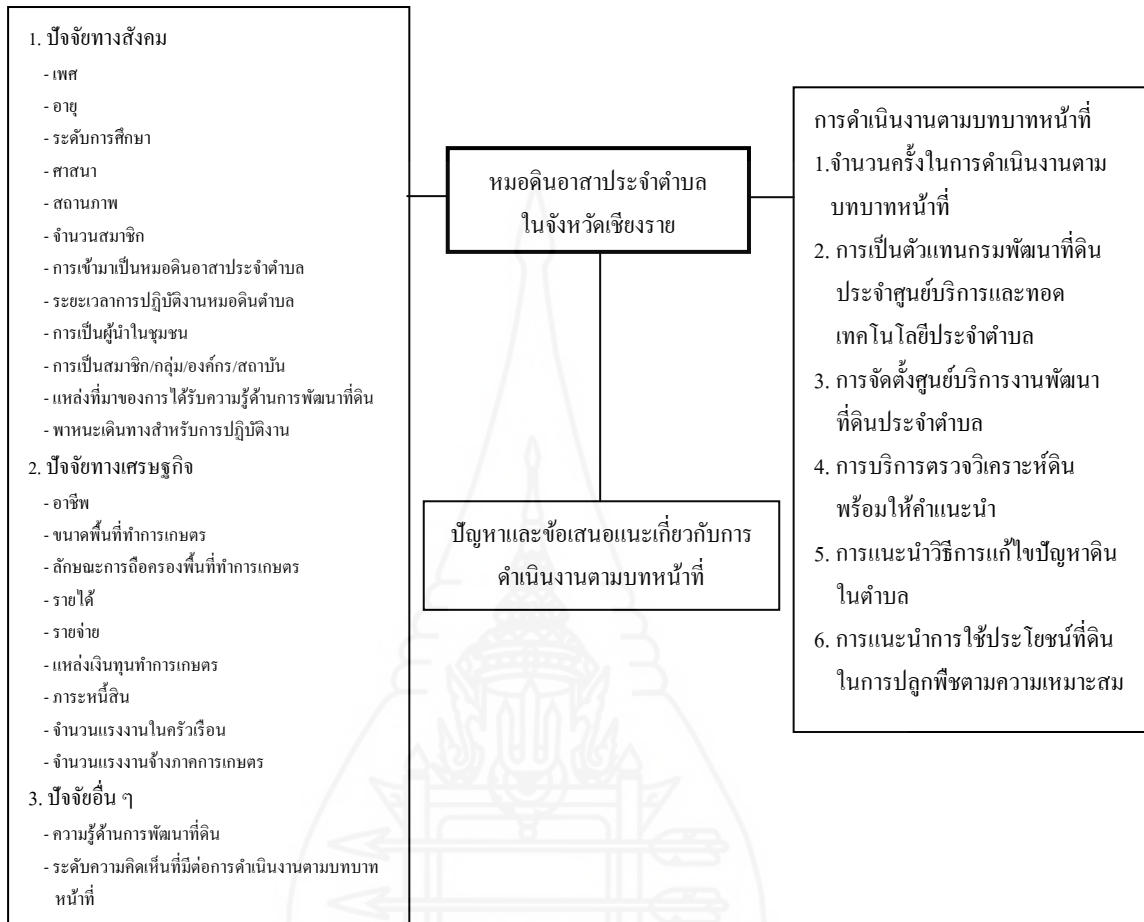 1. ปัจจัยทางสังคม
- เพศ
- อายุ
- ระดับการศึกษา
- ศาสนา
- สถานภาพ
- จำนวนสมาชิก
- การเข้ามาเป็นหมอดินอาสาประจำตำบล
- ระยะเวลาการปฏิบัติงานหมอดินตำบล
- การเป็นผู้นำในชุมชน
- การเป็นสมาชิก/กลุ่ม/องค์กร/สถาบัน
- แหล่งที่มาของการได้รับความรู้ด้านการพัฒนาที่ดิน
- พาหนะเดินทางสำหรับการปฏิบัติงาน
2. ปัจจัยทางเศรษฐกิจ
- อาชีพ
- ขนาดพื้นที่ทำการเกษตร
- ลักษณะการถือครองพื้นที่ทำการเกษตร
- รายได้
- รายจ่าย
- แหล่งเงินทุนทำการเกษตร
- ภาระหนี้สิน
- จำนวนแรงงานในครัวเรือน
- จำนวนแรงงานจ้างภาคการเกษตร
3. ปัจจัยอื่น ๆ
- ความรู้ด้านการพัฒนาที่ดิน
- ระดับความคิดเห็นที่มีต่อการดำเนินงานตามบทบาท
หน้าที่
หมอดินอาสาประจำตำบล
ในจังหวัดเชียงราย
ปัญหาและข้อเสนอแนะเกี่ยวกับการ
ดำเนินงานตามบทหน้าที่
การดำเนินงานตามบทบาทหน้าที่
1.จำนวนครั้งในการดำเนินงานตาม
บทบาทหน้าที่
2. การเป็นตัวแทนกรมพัฒนาที่ดิน
ประจำศูนย์บริการและทอด
เทคโนโลยีประจำตำบล
3. การจัดตั้งศูนย์บริการงานพัฒนา
ที่ดินประจำตำบล
4. การบริการตรวจวิเคราะห์ดิน
พร้อมให้คำแนะนำ
5. การแนะนำวิธีการแก้ไขปัญหาดิน
ในตำบล
6. การแนะนำการใช้ประโยชน์ที่ดิน
ในการปลูกพืชตามความเหมาะสม